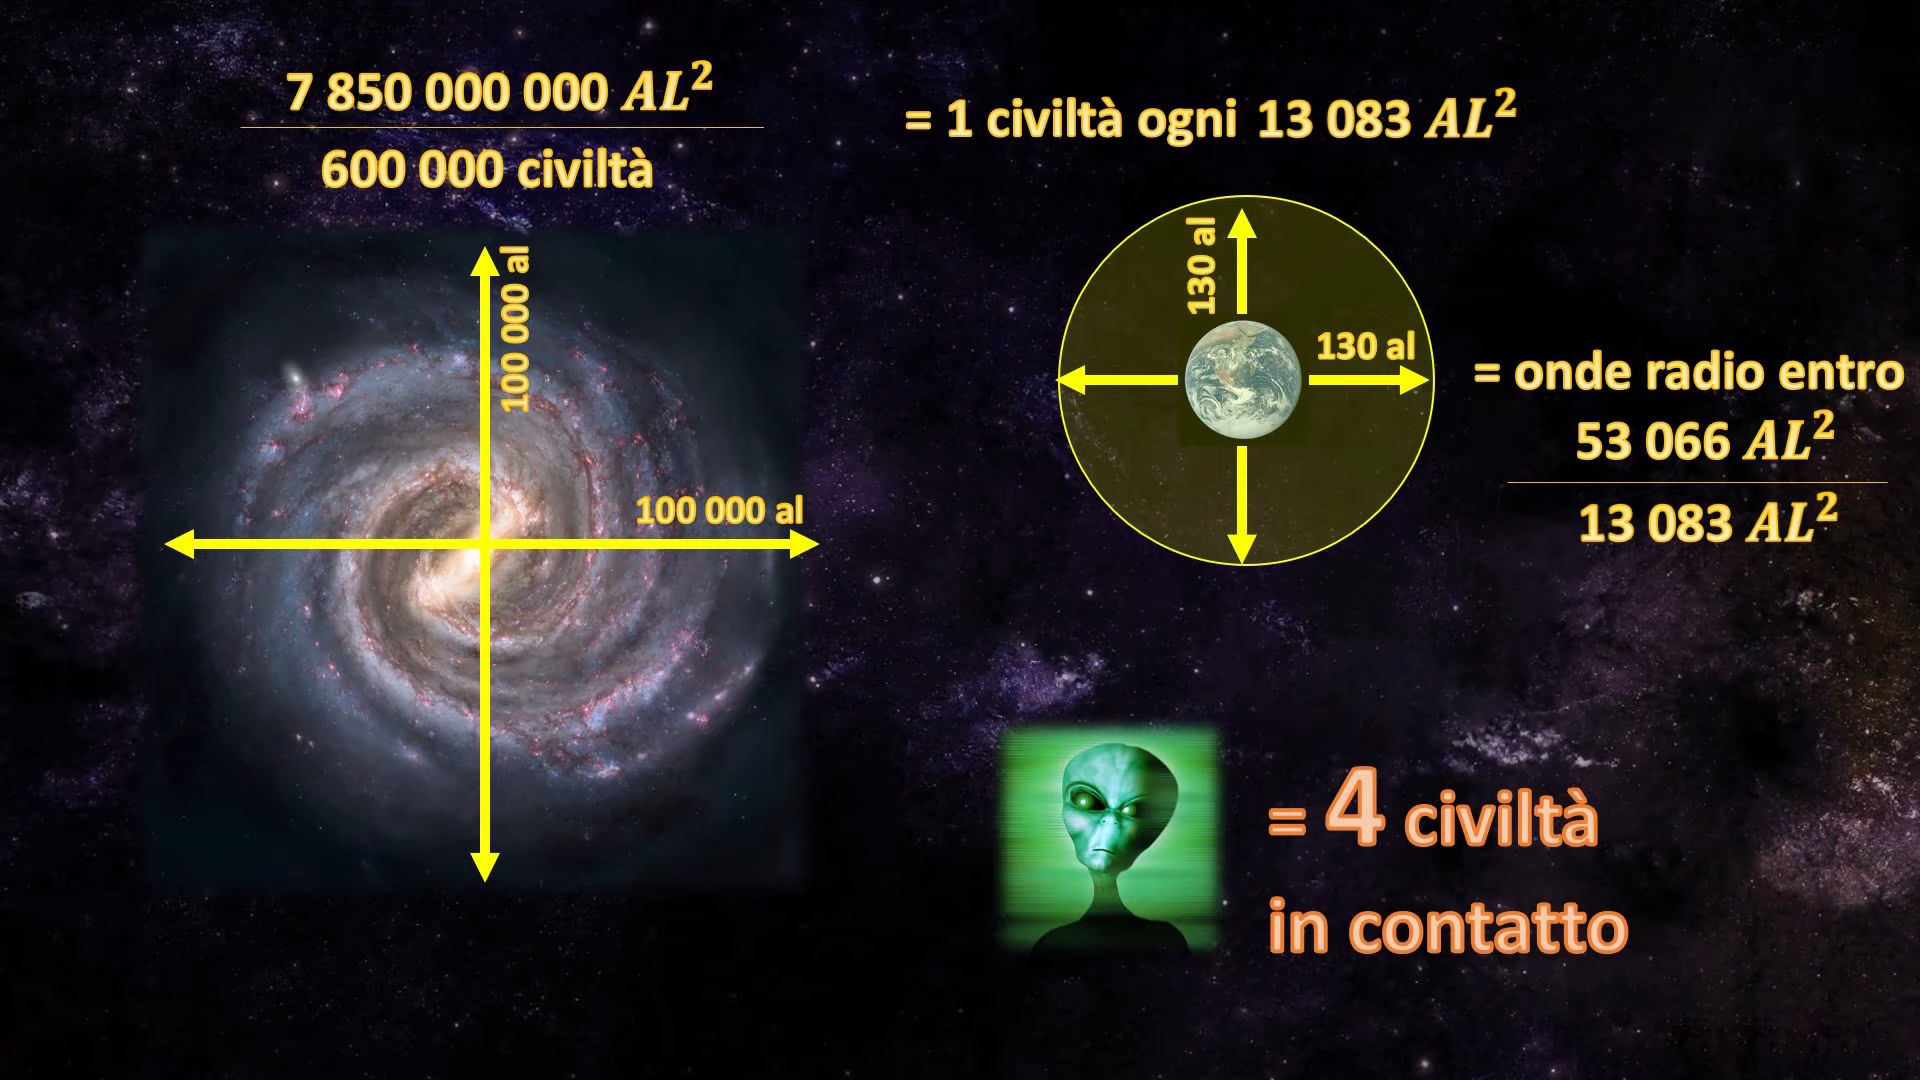 7 850 000 000 AL²
600 000 civiltà
= 1 civiltà ogni 13 083 AL²
100 000 al
100 000 al
130 al
130 al
= onde radio entro
53 066 AL²
13 083 AL²
= 4 civiltà
in contatto